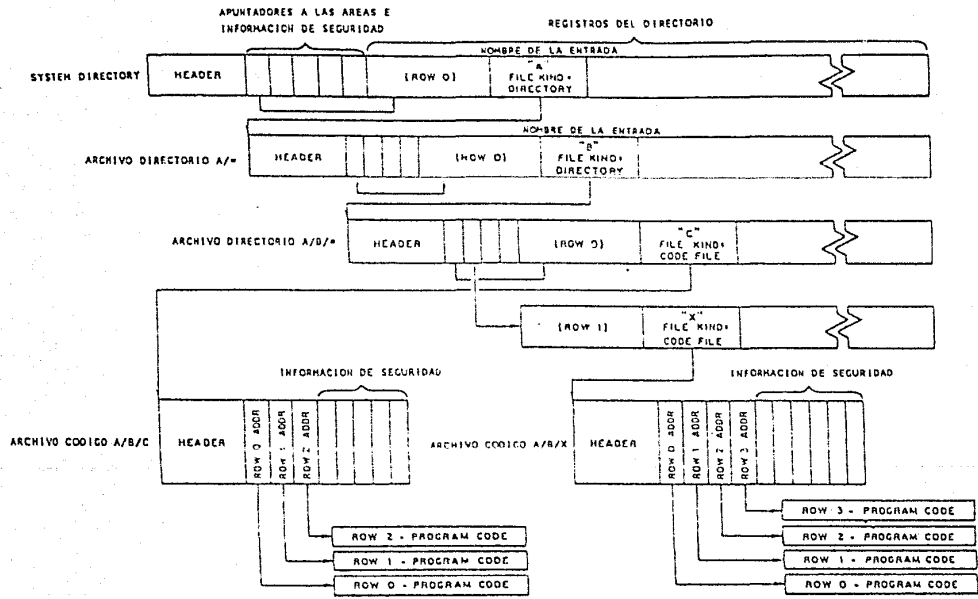 APUNTADORES A LAS AREAS E
INFORMACION DE SEGURIDAD
REGISTROS DEL DIRECTORIO
NOMBRE DE LA ENTRADA
SYSTEM DIRECTORY
HEADER
[ROW 0]
"A"
FILE KIND=
DIRECTORY
NOMBRE DE LA ENTRADA
ARCHIVO DIRECTORIO A/=
HEADER
[ROW 0]
"B"
FILE KIND=
DIRECTORY
ARCHIVO DIRECTORIO A/B/=
HEADER
[ROW 0]
"C"
FILE KIND=
CODE FILE
[ROW 1]
"X"
FILE KIND=
CODE FILE
INFORMACION DE SEGURIDAD
INFORMACION DE SEGURIDAD
ARCHIVO CODIGO A/B/C
HEADER
ROW 0 ADDR
ROW 1 ADDR
ROW 2 ADDR
ARCHIVO CODIGO A/B/X
HEADER
ROW 0 ADDR
ROW 1 ADDR
ROW 2 ADDR
ROW 3 ADDR
ROW 2 - PROGRAM CODE
ROW 1 - PROGRAM CODE
ROW 0 - PROGRAM CODE
ROW 3 - PROGRAM CODE
ROW 2 - PROGRAM CODE
ROW 1 - PROGRAM CODE
ROW 0 - PROGRAM CODE